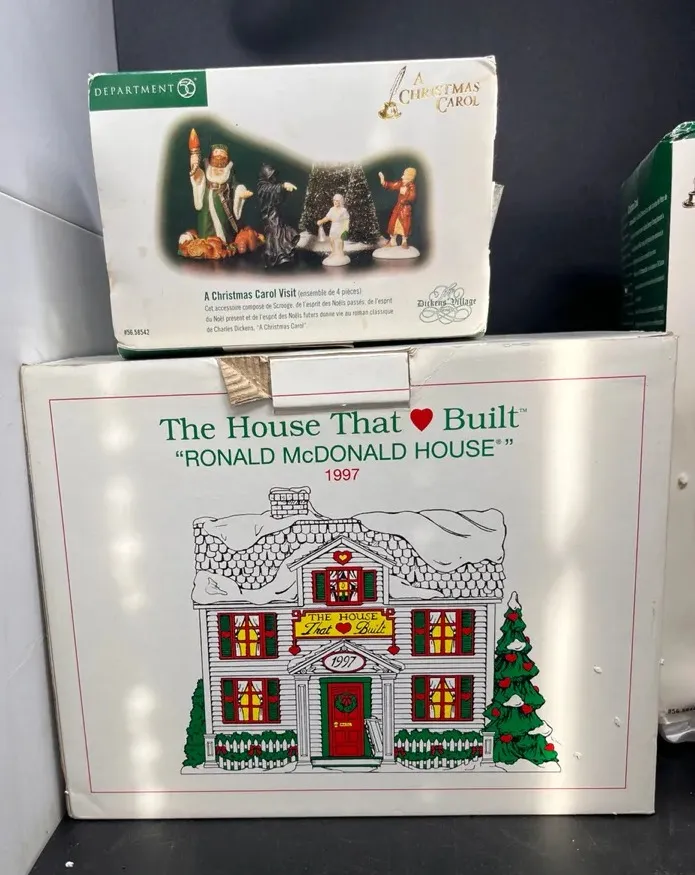 DEPARTMENT 56
A
CHRISTMAS
CAROL
A Christmas Carol Visit (ensemble de 4 pièces)
Cet accessoire compose de Scrooge, de l'esprit des Noëls passés, de l'esprit
du Noël présent et de l'esprit des Noëls futurs donne vie au roman classique
de Charles Dickens, "A Christmas Carol".
#56.58542
Dickens' Village
The House That ♥ Built™
"RONALD McDONALD HOUSE®"
1997
THE HOUSE
That ♥ Built
1997